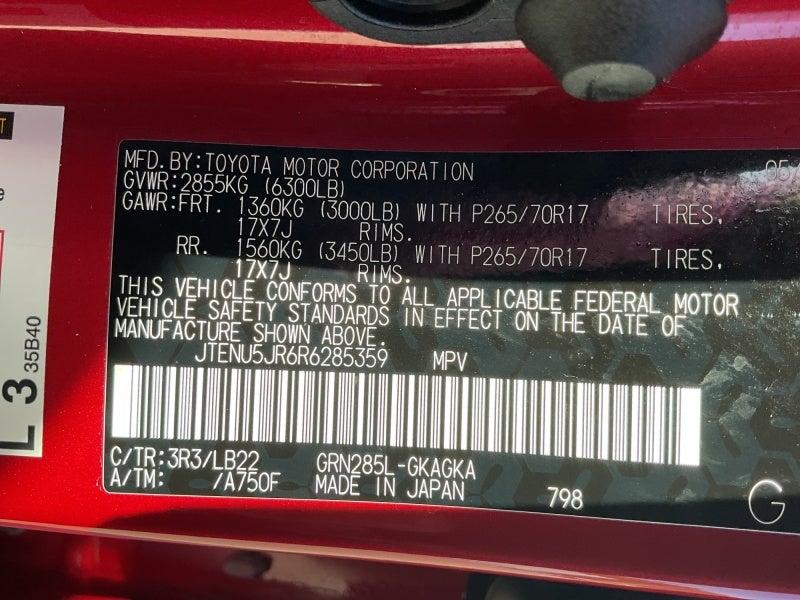 MFD.BY:TOYOTA MOTOR CORPORATION 05/
GVWR:2855KG (6300LB)
GAWR:FRT. 1360KG (3000LB) WITH P265/70R17 TIRES,
17X7J RIMS.
RR. 1560KG (3450LB) WITH P265/70R17 TIRES,
17X7J RIMS.
THIS VEHICLE CONFORMS TO ALL APPLICABLE FEDERAL MOTOR
VEHICLE SAFETY STANDARDS IN EFFECT ON THE DATE OF
MANUFACTURE SHOWN ABOVE.
JTENU5JR6R6285359 MPV
C/TR:3R3/LB22 GRN285L-GKAGKA
A/TM: /A750F MADE IN JAPAN 798
G
T
e
L 3 35B40